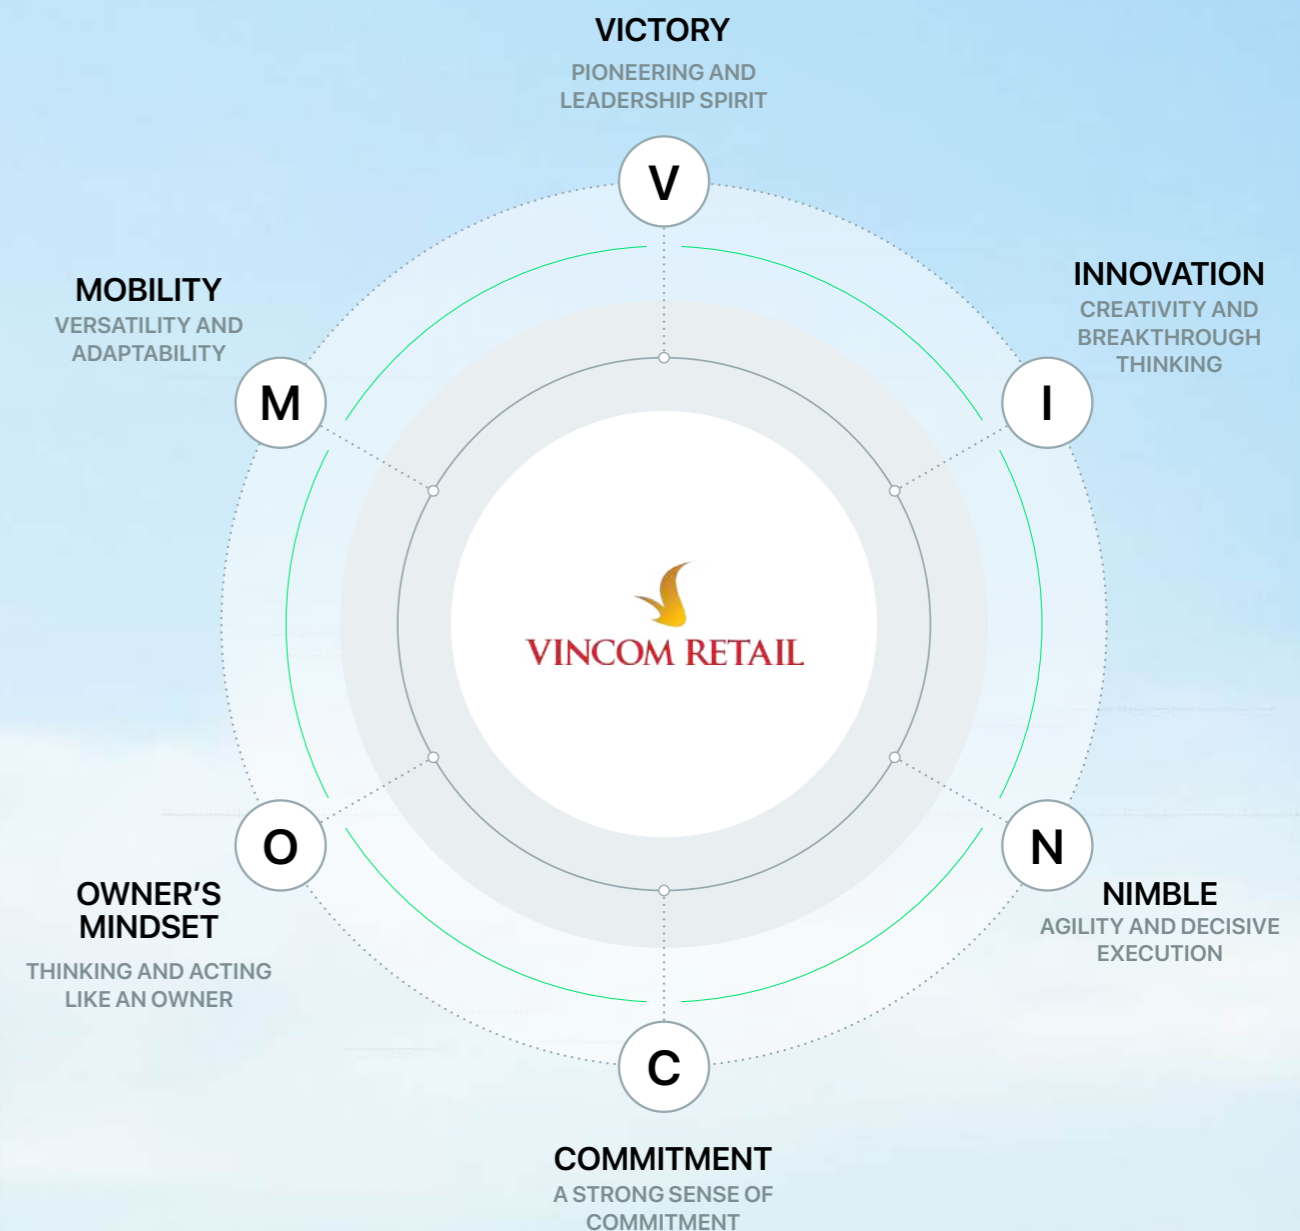 VICTORY
PIONEERING AND
LEADERSHIP SPIRIT
V
INNOVATION
CREATIVITY AND
BREAKTHROUGH
THINKING
I
MOBILITY
VERSATILITY AND
ADAPTABILITY
M
VINCOM RETAIL
N
NIMBLE
AGILITY AND DECISIVE
EXECUTION
O
OWNER’S
MINDSET
THINKING AND ACTING
LIKE AN OWNER
C
COMMITMENT
A STRONG SENSE OF
COMMITMENT